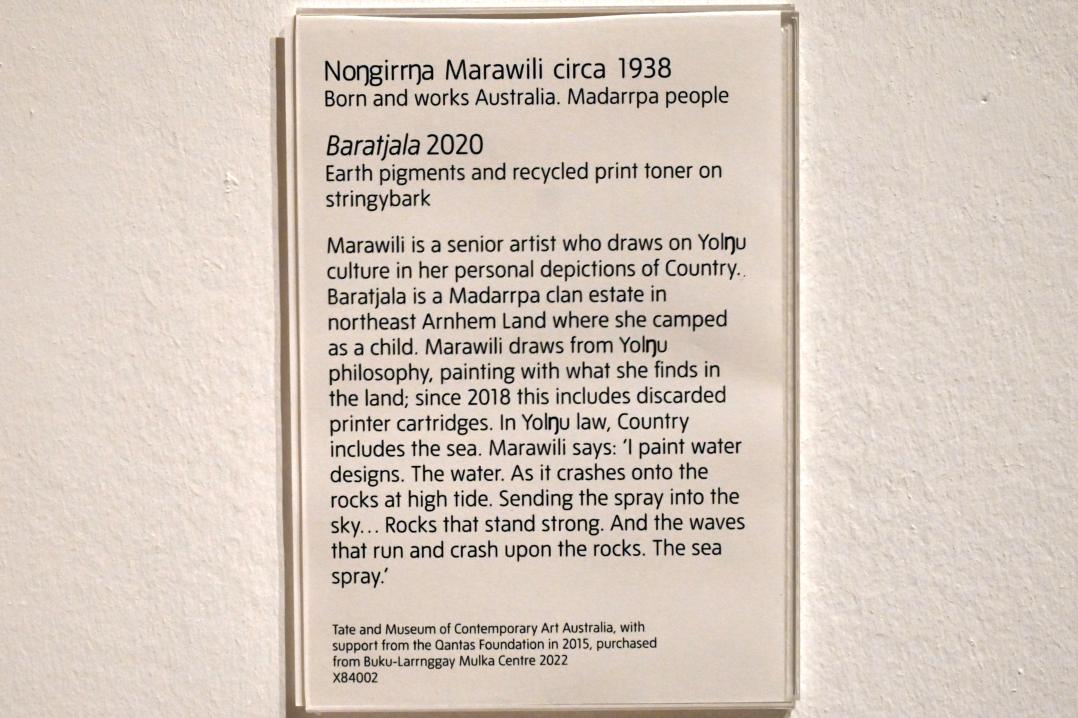 Noŋgirrŋa Marawili circa 1938
Born and works Australia. Madarrpa people
Baratjala 2020
Earth pigments and recycled print toner on
stringybark
Marawili is a senior artist who draws on Yolŋu
culture in her personal depictions of Country.
Baratjala is a Madarrpa clan estate in
northeast Arnhem Land where she camped
as a child. Marawili draws from Yolŋu
philosophy, painting with what she finds in
the land; since 2018 this includes discarded
printer cartridges. In Yolŋu law, Country
includes the sea. Marawili says: ‘I paint water
designs. The water. As it crashes onto the
rocks at high tide. Sending the spray into the
sky… Rocks that stand strong. And the waves
that run and crash upon the rocks. The sea
spray.’
Tate and Museum of Contemporary Art Australia, with
support from the Qantas Foundation in 2015, purchased
from Buku-Larrnggay Mulka Centre 2022
X84002